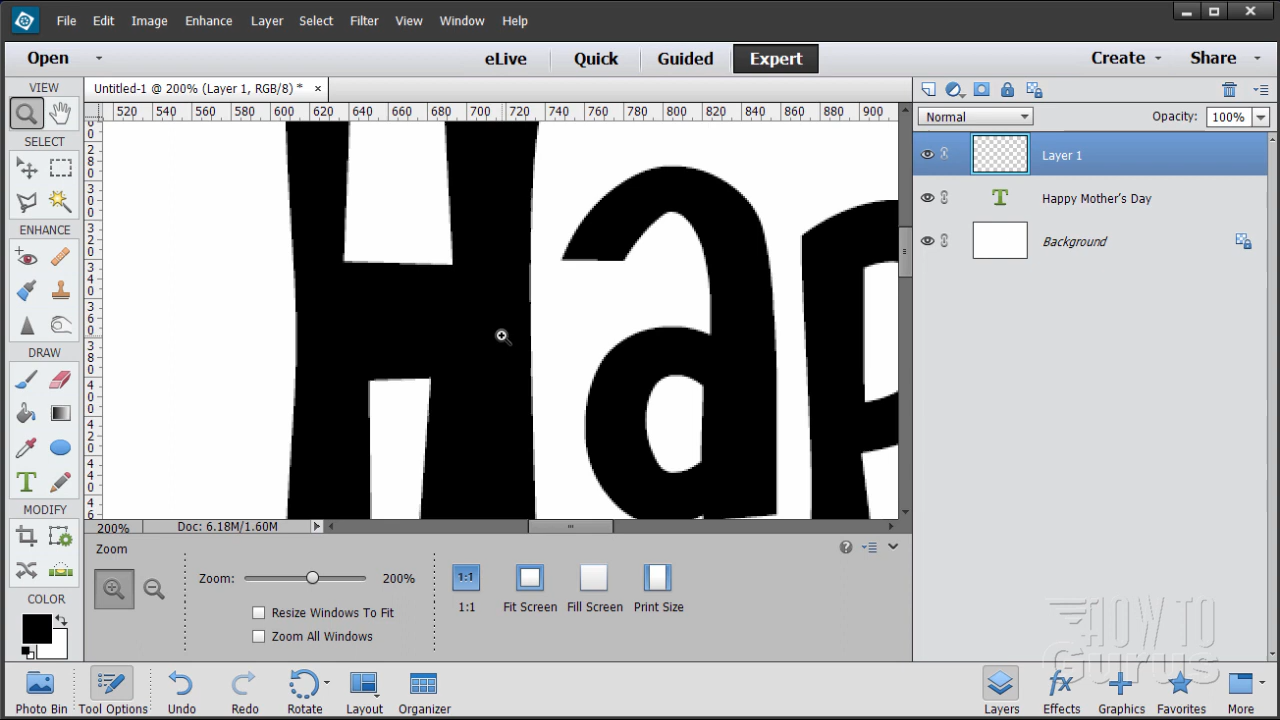 File Edit Image Enhance Layer Select Filter View Window Help
Open eLive Quick Guided Expert Create Share
VIEW
Untitled-1 @ 200% (Layer 1, RGB/8) * ×
520 540 560 580 600 620 640 660 680 700 720 740 760 780 800 820 840 860 880 900
Normal Opacity: 100%
SELECT
Layer 1
Happy Mother's Day
Background
ENHANCE
DRAW
MODIFY
COLOR
Hap
200% Doc: 6.18M/1.60M
Zoom
Zoom: 200%
1:1
1:1 Fit Screen Fill Screen Print Size
Resize Windows To Fit
Zoom All Windows
HOW TO
Gurus
Photo Bin Tool Options Undo Redo Rotate Layout Organizer Layers Effects Graphics Favorites More